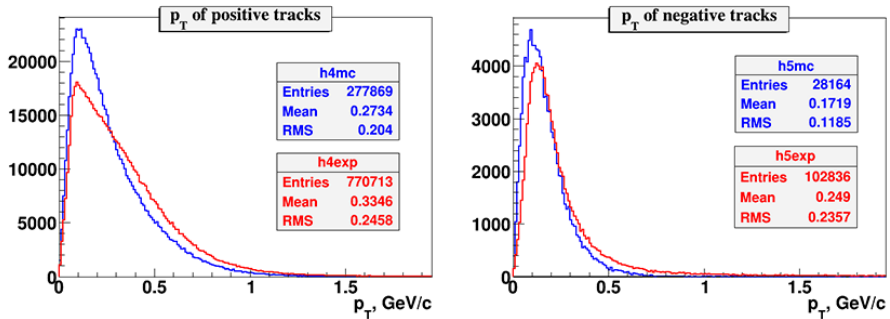 p_T of positive tracks
20000
15000
10000
5000
0
0 0.5 1 1.5
p_T, GeV/c
h4mc
Entries 277869
Mean 0.2734
RMS 0.204
h4exp
Entries 770713
Mean 0.3346
RMS 0.2458
p_T of negative tracks
4000
3000
2000
1000
0
0 0.5 1 1.5
p_T, GeV/c
h5mc
Entries 28164
Mean 0.1719
RMS 0.1185
h5exp
Entries 102836
Mean 0.249
RMS 0.2357